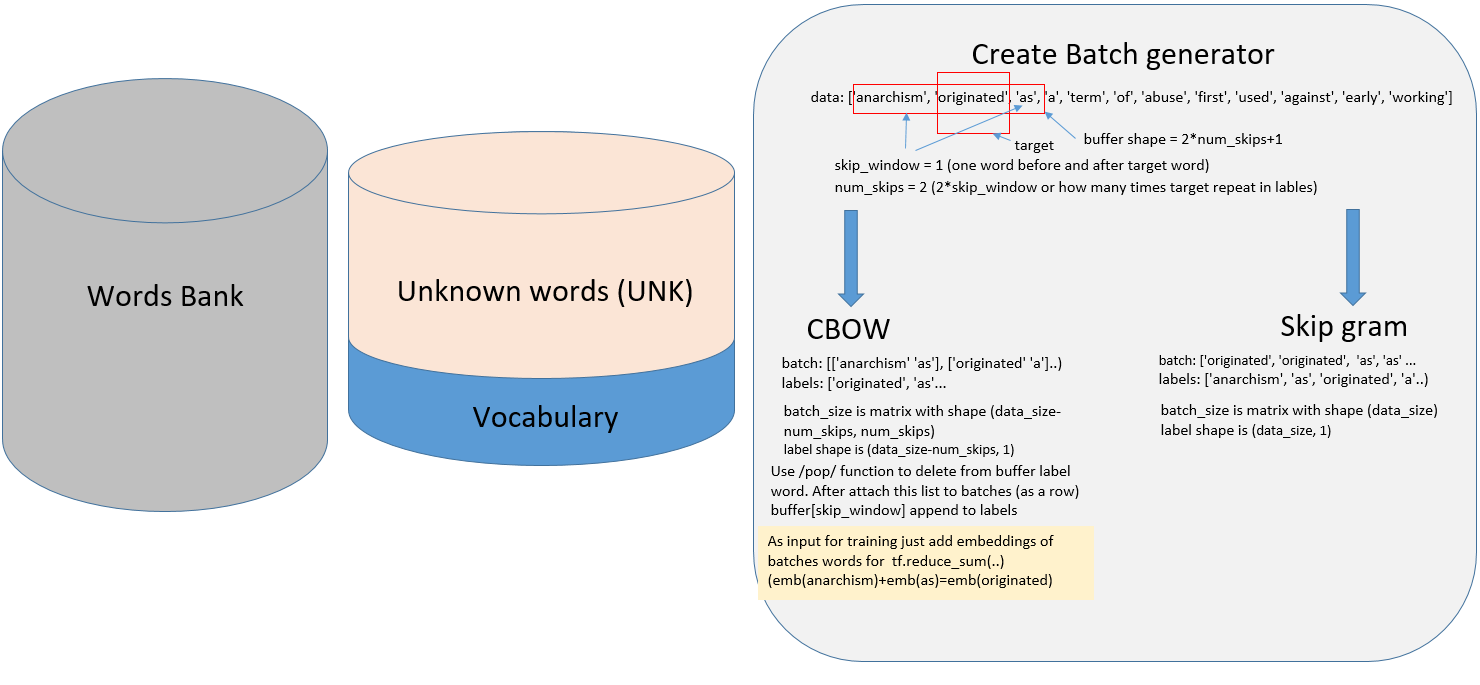 Words Bank
Unknown words (UNK)
Vocabulary
Create Batch generator
data: ['anarchism', 'originated', 'as', 'a', 'term', 'of', 'abuse', 'first', 'used', 'against', 'early', 'working']
buffer shape = 2*num_skips+1
target
skip_window = 1 (one word before and after target word)
num_skips = 2 (2*skip_window or how many times target repeat in lables)
CBOW
batch: [['anarchism' 'as'], ['originated' 'a']..)
labels: ['originated', 'as'...
batch_size is matrix with shape (data_size-
num_skips, num_skips)
label shape is (data_size-num_skips, 1)
Use /pop/ function to delete from buffer label
word. After attach this list to batches (as a row)
buffer[skip_window] append to labels
As input for training just add embeddings of
batches words for  tf.reduce_sum(..)
(emb(anarchism)+emb(as)=emb(originated)
Skip gram
batch: ['originated', 'originated',  'as', 'as' ...
labels: ['anarchism', 'as', 'originated', 'a'..)
batch_size is matrix with shape (data_size)
label shape is (data_size, 1)